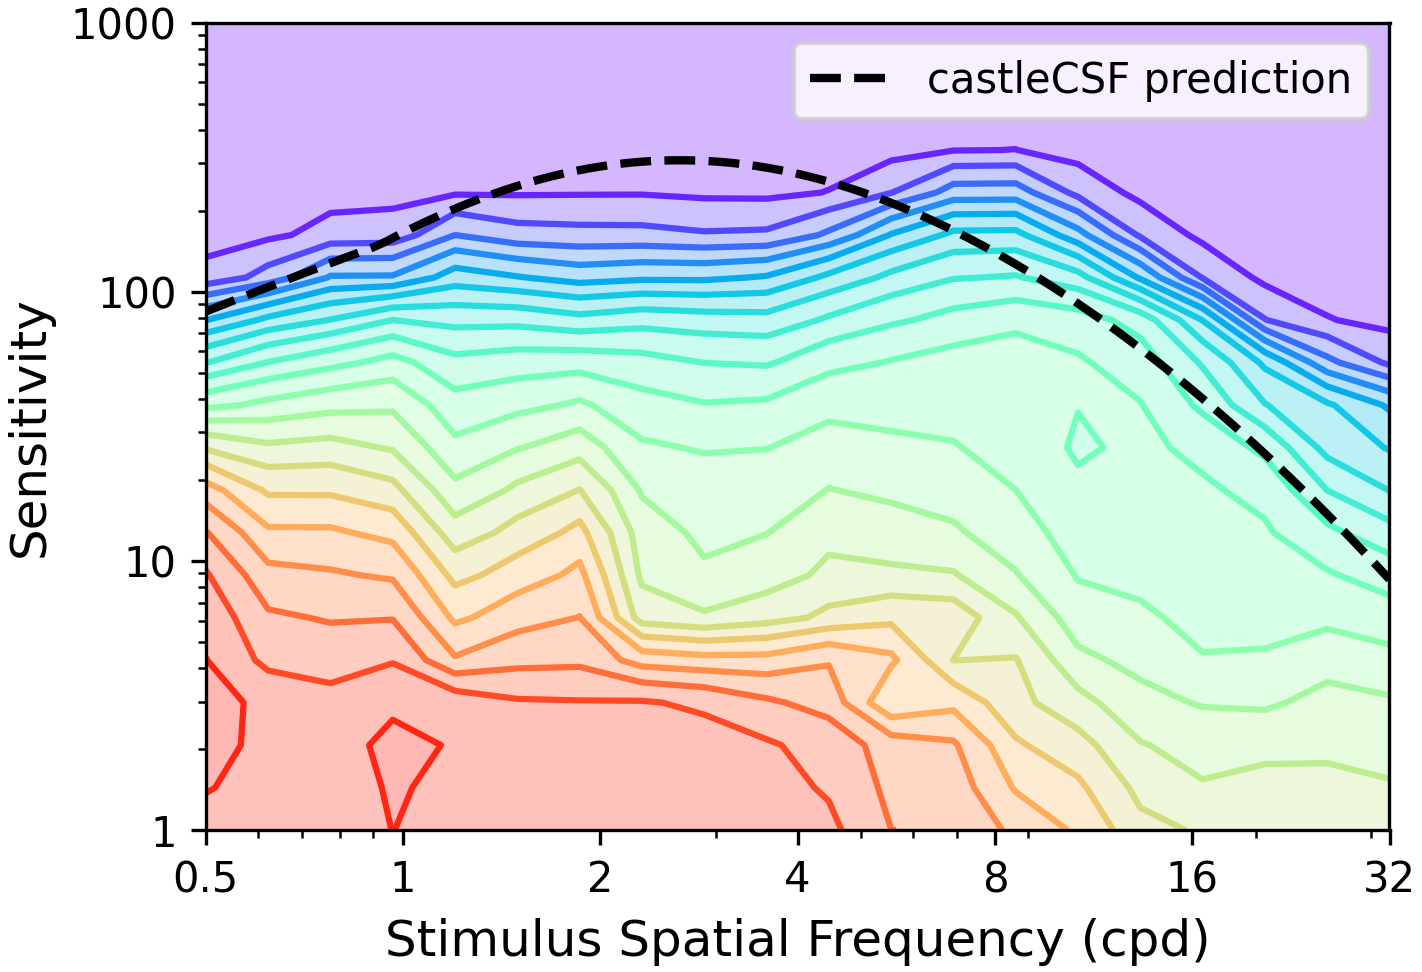 1000
castleCSF prediction
100
Sensitivity
10
1
0.5 1 2 4 8 16 32
Stimulus Spatial Frequency (cpd)